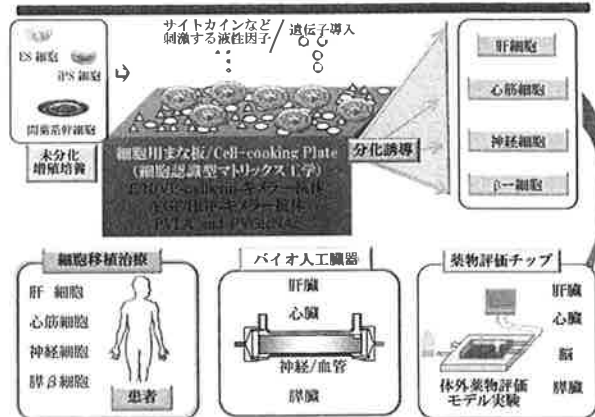 サイトカインなど/遺伝子導入
刺激する液性因子
ES 細胞
iPS 細胞
間葉系幹細胞
未分化
増殖培養
細胞用まな板/Cell-cooking Plate
(細胞認識型マトリックス工学)
分化誘導
肝細胞
心筋細胞
神経細胞
β－細胞
細胞移植治療
肝 細胞
心筋細胞
神経細胞
膵β細胞
患者
バイオ人工臓器
肝臓
心臓
神経/血管
膵臓
薬物評価チップ
肝臓
心臓
脳
膵臓
体外薬物評価
モデル実験